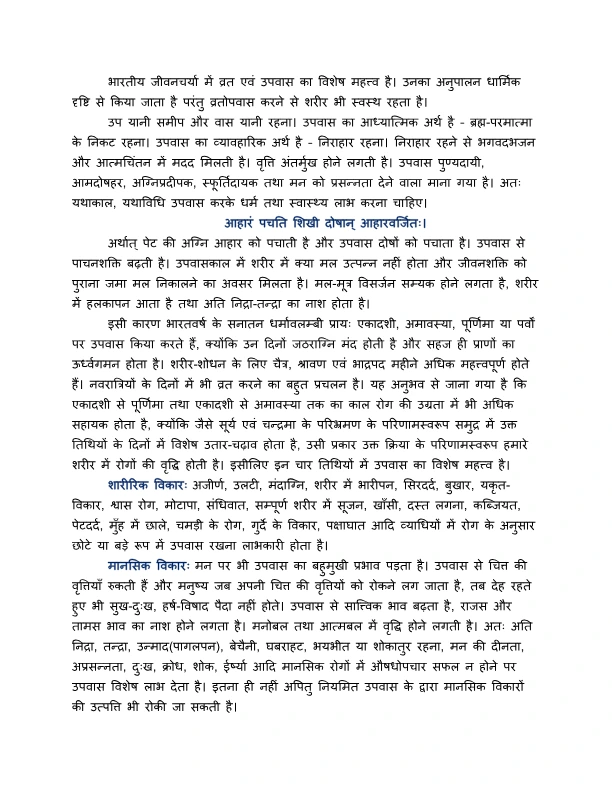 भारतीय जीवनचर्या में व्रत एवं उपवास का विशेष महत्त्व है। उनका अनुपालन धार्मिक
दृष्टि से किया जाता है परंतु व्रतोपवास करने से शरीर भी स्वस्थ रहता है।
उप यानी समीप और वास यानी रहना। उपवास का आध्यात्मिक अर्थ है - ब्रह्म-परमात्मा
के निकट रहना। उपवास का व्यावहारिक अर्थ है - निराहार रहना। निराहार रहने से भगवदभजन
और आत्मचिंतन में मदद मिलती है। वृत्ति अंतर्मुख होने लगती है। उपवास पुण्यदायी,
आमदोषहर, अग्निप्रदीपक, स्फूर्तिदायक तथा मन को प्रसन्नता देने वाला माना गया है। अतः
यथाकाल, यथाविधि उपवास करके धर्म तथा स्वास्थ्य लाभ करना चाहिए।
आहारं पचति शिखी दोषान् आहारवर्जितः।
अर्थात् पेट की अग्नि आहार को पचाती है और उपवास दोषों को पचाता है। उपवास से
पाचनशक्ति बढ़ती है। उपवासकाल में शरीर में क्या मल उत्पन्न नहीं होता और जीवनशक्ति को
पुराना जमा मल निकालने का अवसर मिलता है। मल-मूत्र विसर्जन सम्यक होने लगता है, शरीर
में हलकापन आता है तथा अति निद्रा-तन्द्रा का नाश होता है।
इसी कारण भारतवर्ष के सनातन धर्मावलम्बी प्रायः एकादशी, अमावस्या, पूर्णिमा या पर्वों
पर उपवास किया करते हैं, क्योंकि उन दिनों जठराग्नि मंद होती है और सहज ही प्राणों का
ऊर्ध्वगमन होता है। शरीर-शोधन के लिए चैत्र, श्रावण एवं भाद्रपद महीने अधिक महत्त्वपूर्ण होते
हैं। नवरात्रियों के दिनों में भी व्रत करने का बहुत प्रचलन है। यह अनुभव से जाना गया है कि
एकादशी से पूर्णिमा तथा एकादशी से अमावस्या तक का काल रोग की उग्रता में भी अधिक
सहायक होता है, क्योंकि जैसे सूर्य एवं चन्द्रमा के परिभ्रमण के परिणामस्वरूप समुद्र में उक्त
तिथियों के दिनों में विशेष उतार-चढ़ाव होता है, उसी प्रकार उक्त क्रिया के परिणामस्वरूप हमारे
शरीर में रोगों की वृद्धि होती है। इसीलिए इन चार तिथियों में उपवास का विशेष महत्त्व है।
शारीरिक विकारः अजीर्ण, उलटी, मंदाग्नि, शरीर में भारीपन, सिरदर्द, बुखार, यकृत-
विकार, श्वास रोग, मोटापा, संधिवात, सम्पूर्ण शरीर में सूजन, खाँसी, दस्त लगना, कब्जियत,
पेटदर्द, मुँह में छाले, चमड़ी के रोग, गुर्दे के विकार, पक्षाघात आदि व्याधियों में रोग के अनुसार
छोटे या बड़े रूप में उपवास रखना लाभकारी होता है।
मानसिक विकारः मन पर भी उपवास का बहुमुखी प्रभाव पड़ता है। उपवास से चित्त की
वृत्तियाँ रुकती हैं और मनुष्य जब अपनी चित्त की वृत्तियों को रोकने लग जाता है, तब देह रहते
हुए भी सुख-दुःख, हर्ष-विषाद पैदा नहीं होते। उपवास से सात्त्विक भाव बढ़ता है, राजस और
तामस भाव का नाश होने लगता है। मनोबल तथा आत्मबल में वृद्धि होने लगती है। अतः अति
निद्रा, तन्द्रा, उन्माद(पागलपन), बेचैनी, घबराहट, भयभीत या शोकातुर रहना, मन की दीनता,
अप्रसन्नता, दुःख, क्रोध, शोक, ईर्ष्या आदि मानसिक रोगों में औषधोपचार सफल न होने पर
उपवास विशेष लाभ देता है। इतना ही नहीं अपितु नियमित उपवास के द्वारा मानसिक विकारों
की उत्पत्ति भी रोकी जा सकती है।